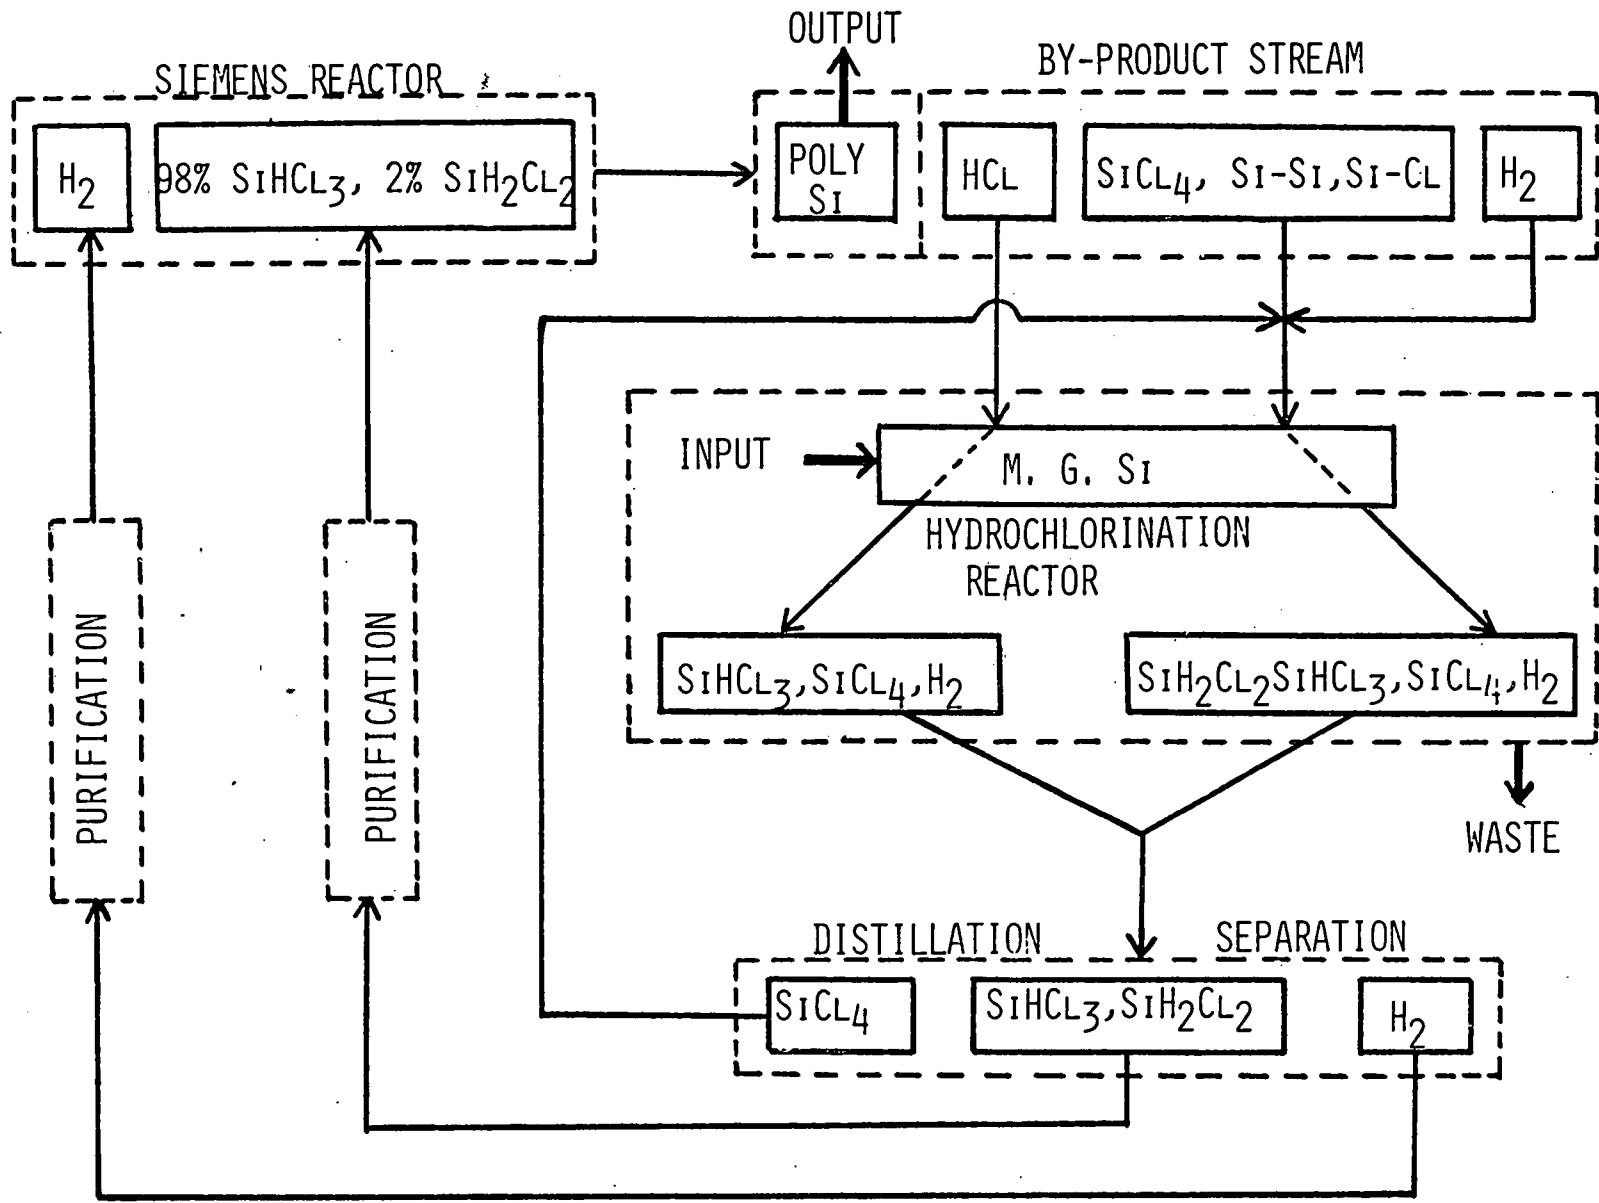 OUTPUT
SIEMENS REACTOR
BY-PRODUCT STREAM
H2
98% SiHCL3, 2% SiH2CL2
POLY
Si
HCL
SiCL4, Si-Si, Si-CL
H2
INPUT
M. G. Si
HYDROCHLORINATION
REACTOR
SiHCL3, SiCL4, H2
SiH2CL2SiHCL3, SiCL4, H2
PURIFICATION
PURIFICATION
WASTE
DISTILLATION SEPARATION
SiCL4
SiHCL3, SiH2CL2
H2